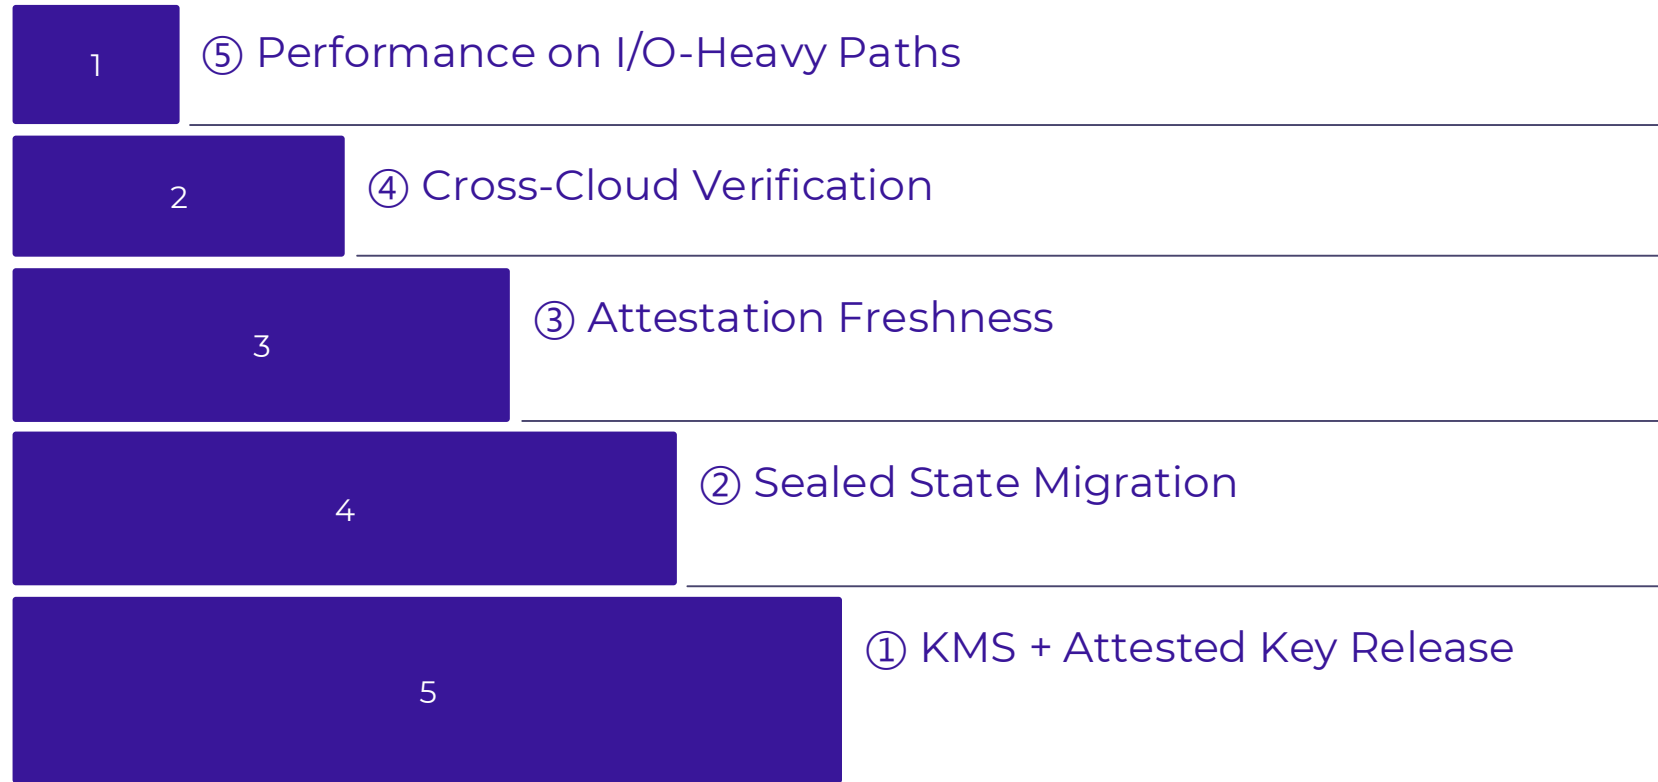 1
⑤ Performance on I/O-Heavy Paths
2
④ Cross-Cloud Verification
3
③ Attestation Freshness
4
② Sealed State Migration
5
① KMS + Attested Key Release